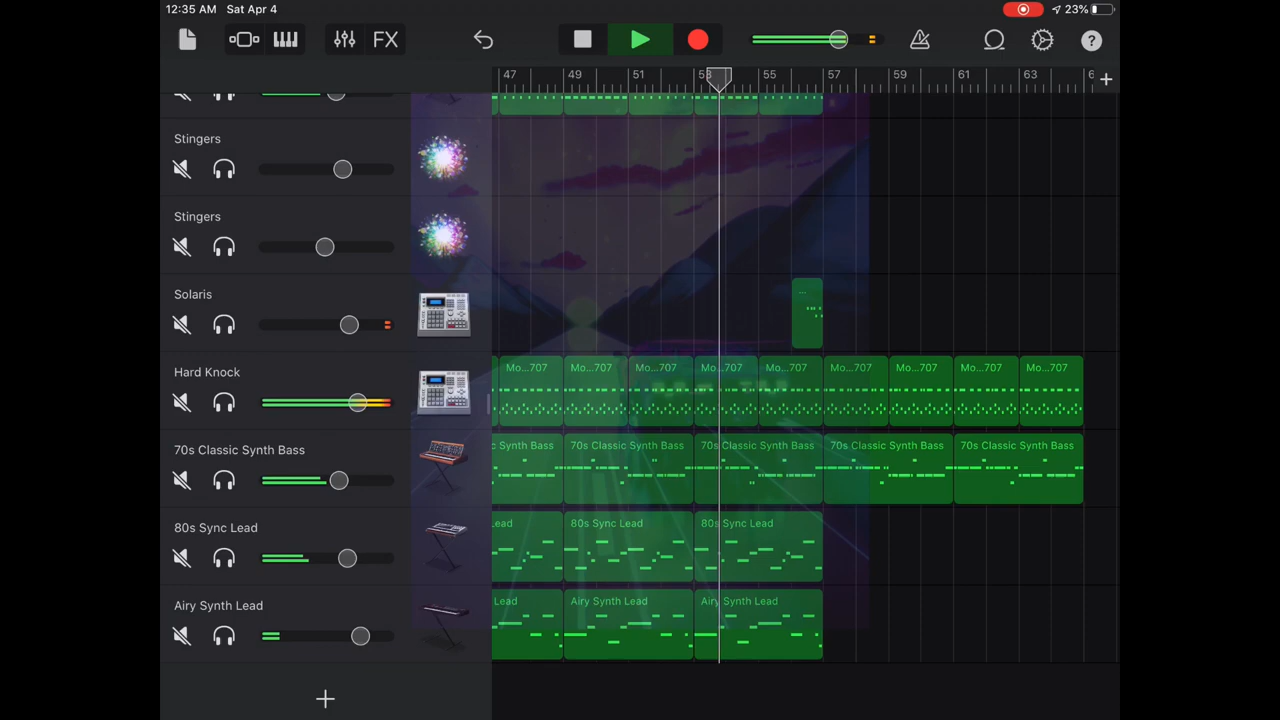 12:35 AM Sat Apr 4
23%
FX
?
47 49 51 53 55 57 59 61 63
Stingers
Stingers
Solaris
Hard Knock
Mo...707 Mo...707 Mo...707 Mo...707 Mo...707 Mo...707 Mo...707 Mo...707 Mo...707
70s Classic Synth Bass
c Synth Bass 70s Classic Synth Bass 70s Classic Synth Bass 70s Classic Synth Bass 70s Classic Synth Bass
80s Sync Lead
Lead 80s Sync Lead 80s Sync Lead
Airy Synth Lead
Lead Airy Synth Lead Airy Synth Lead